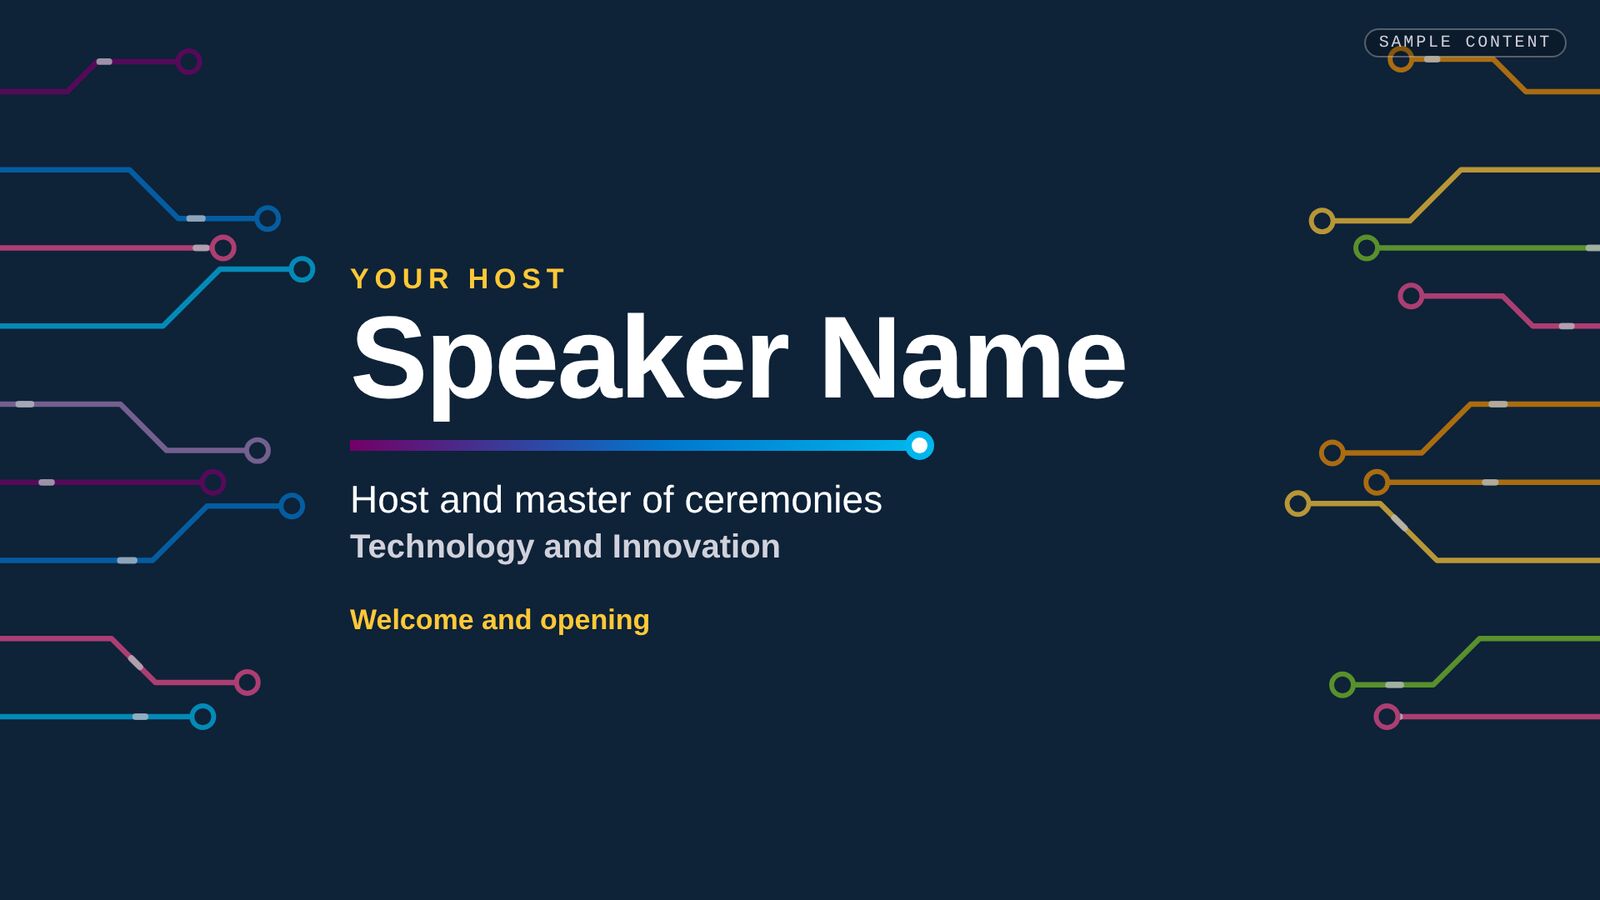 SAMPLE CONTENT
YOUR HOST
Speaker Name
Host and master of ceremonies
Technology and Innovation
Welcome and opening